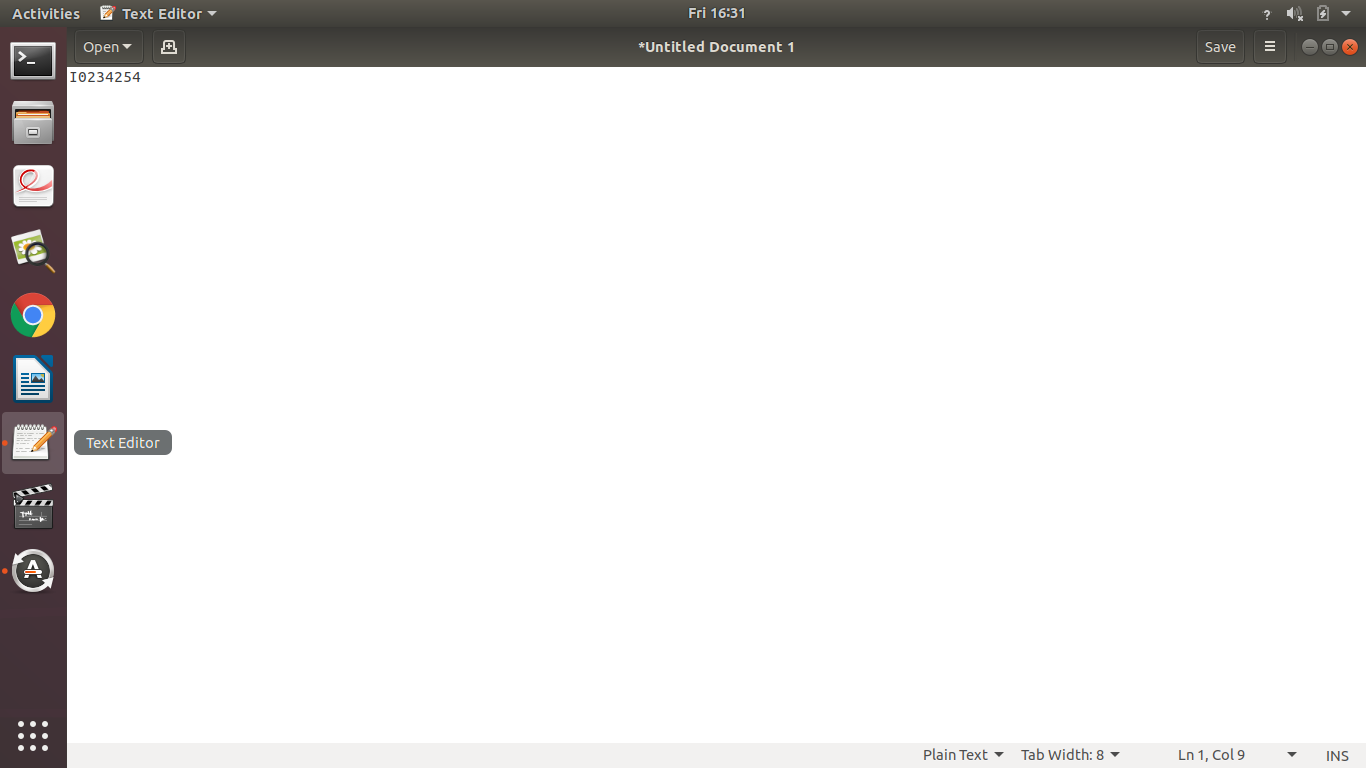 Activities Text Editor Fri 16:31 ?
Open *Untitled Document 1 Save
I0234254
Text Editor
Plain Text Tab Width: 8 Ln 1, Col 9 INS